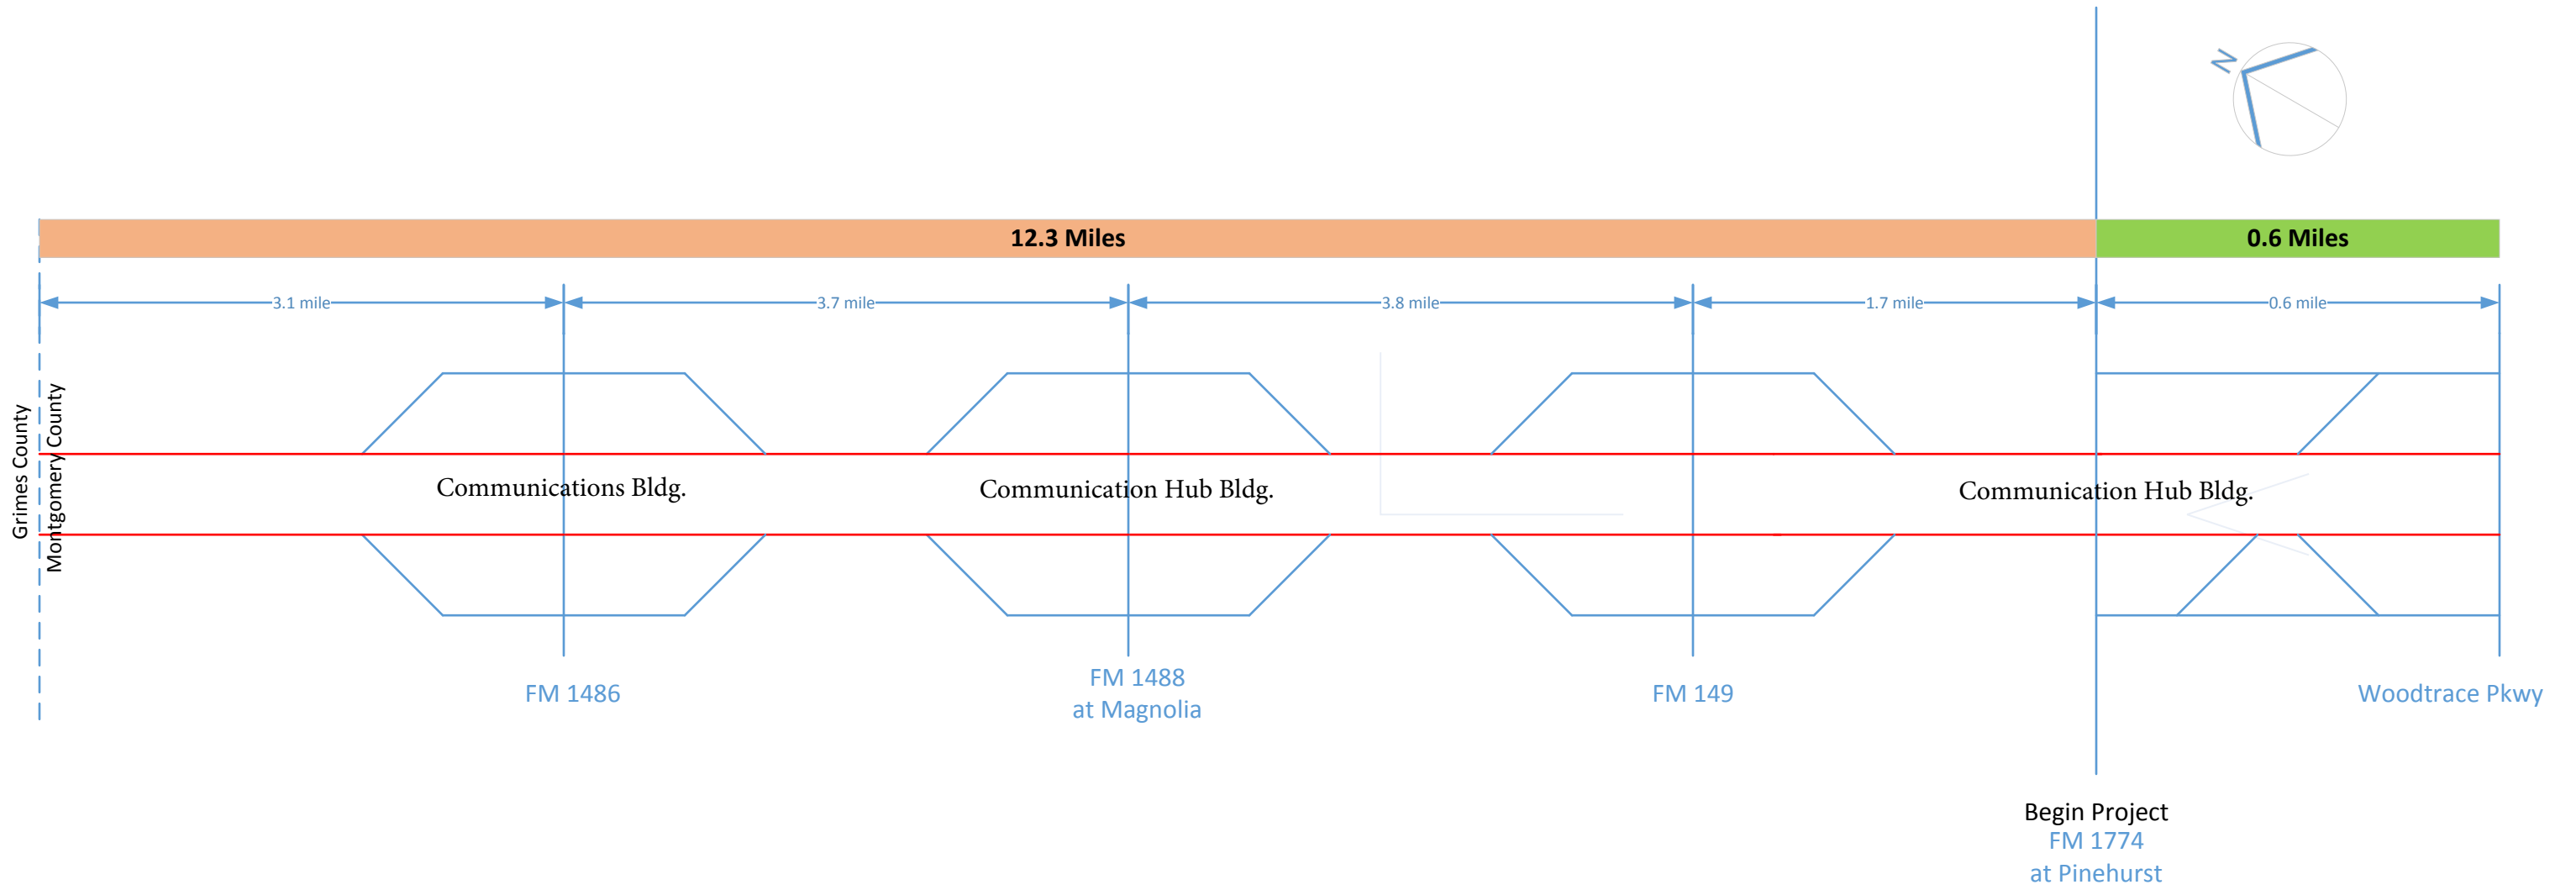 N
12.3 Miles
0.6 Miles
3.1 mile
3.7 mile
3.8 mile
1.7 mile
0.6 mile
Grimes County
Montgomery County
Communications Bldg.
Communication Hub Bldg.
Communication Hub Bldg.
FM 1486
FM 1488
at Magnolia
FM 149
Woodtrace Pkwy
Begin Project
FM 1774
at Pinehurst